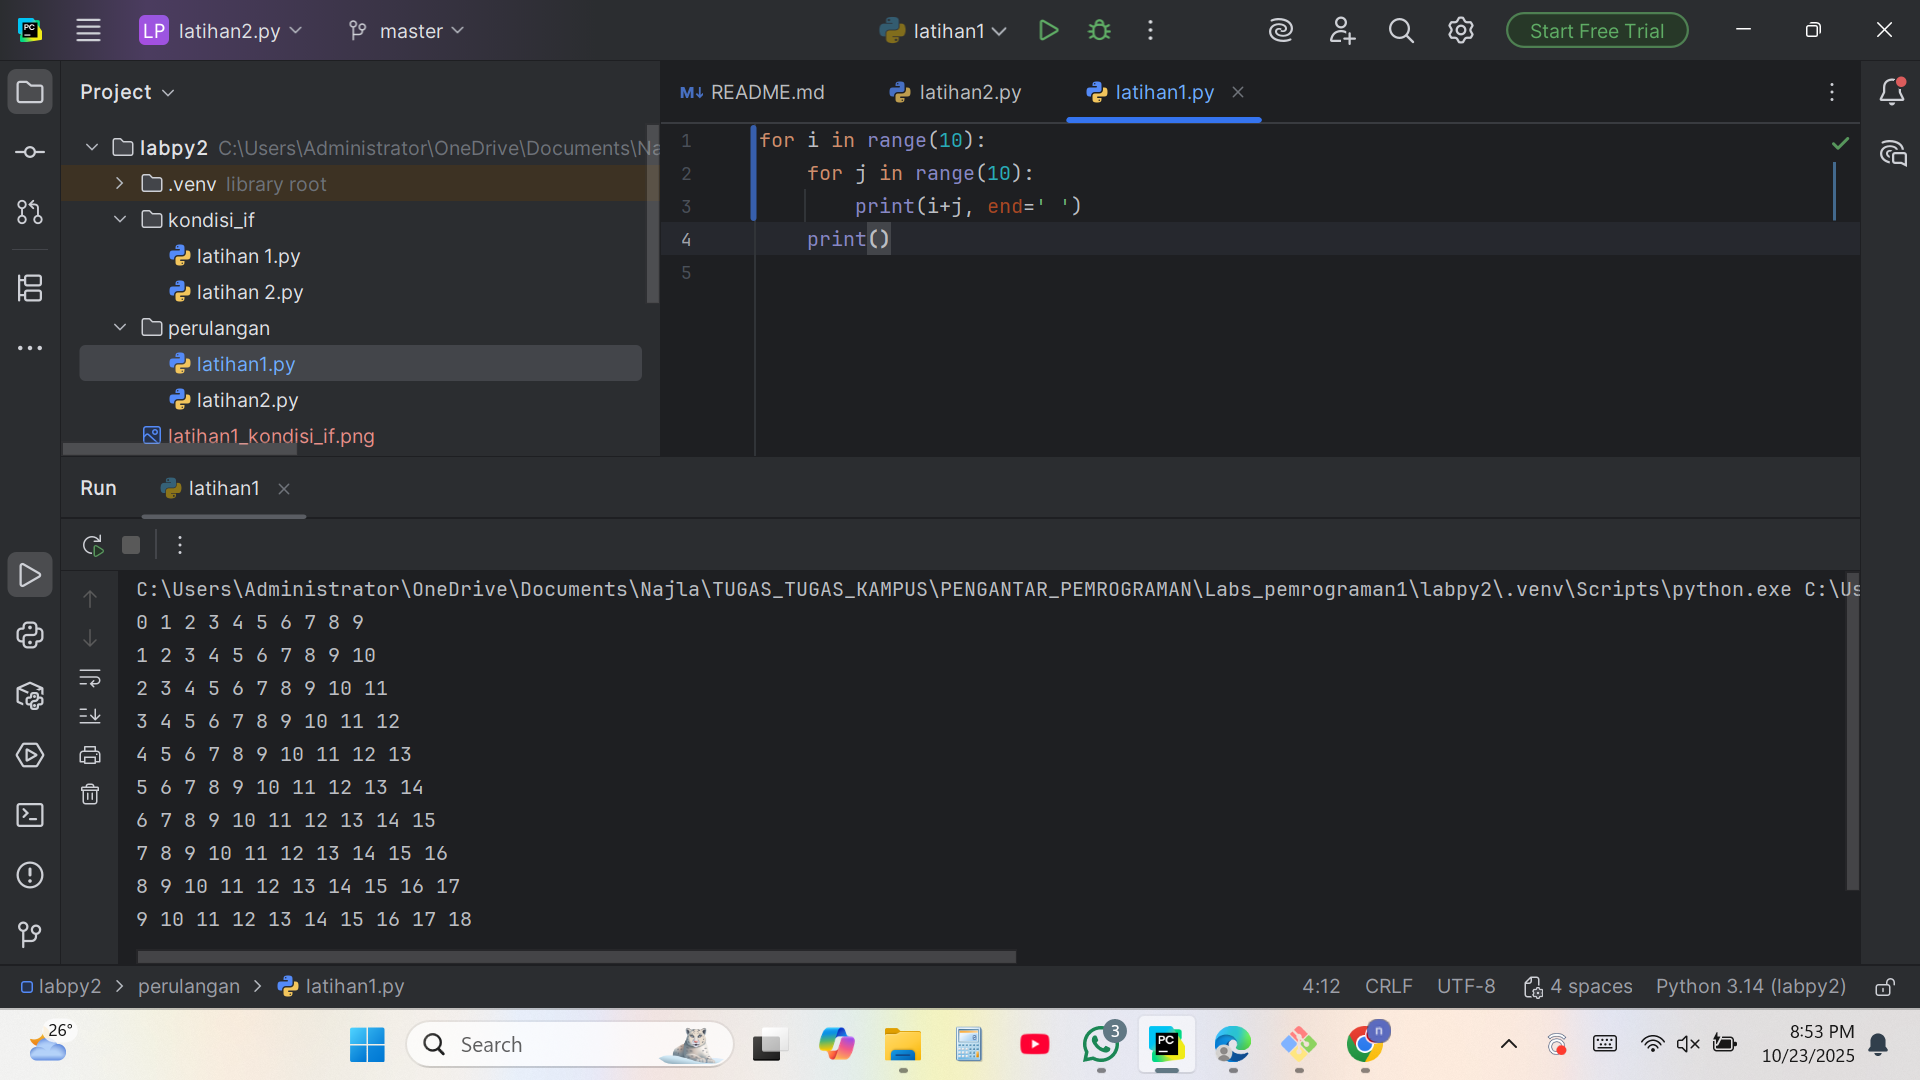 LP latihan2.py master latihan1 Start Free Trial
Project
README.md latihan2.py latihan1.py
labpy2 C:\Users\Administrator\OneDrive\Documents\Na
.venv library root
kondisi_if
latihan 1.py
latihan 2.py
perulangan
latihan1.py
latihan2.py
latihan1_kondisi_if.png
1 for i in range(10):
2     for j in range(10):
3         print(i+j, end=' ')
4     print()
5
Run latihan1
C:\Users\Administrator\OneDrive\Documents\Najla\TUGAS_TUGAS_KAMPUS\PENGANTAR_PEMROGRAMAN\Labs_pemrograman1\labpy2\.venv\Scripts\python.exe C:\Us
0 1 2 3 4 5 6 7 8 9
1 2 3 4 5 6 7 8 9 10
2 3 4 5 6 7 8 9 10 11
3 4 5 6 7 8 9 10 11 12
4 5 6 7 8 9 10 11 12 13
5 6 7 8 9 10 11 12 13 14
6 7 8 9 10 11 12 13 14 15
7 8 9 10 11 12 13 14 15 16
8 9 10 11 12 13 14 15 16 17
9 10 11 12 13 14 15 16 17 18
labpy2 > perulangan > latihan1.py 4:12 CRLF UTF-8 4 spaces Python 3.14 (labpy2)
26° Search 3 PC n 8:53 PM
10/23/2025